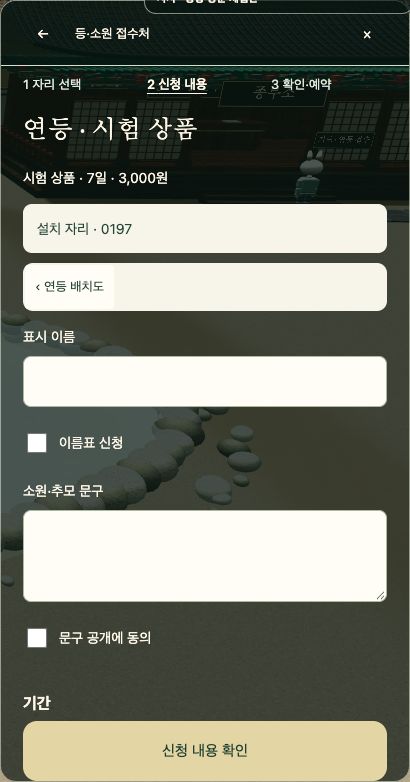 ← 등·소원 접수처 ×
1 자리 선택 2 신청 내용 3 확인·예약
연등 · 시험 상품
시험 상품 · 7일 · 3,000원
설치 자리 · 0197
‹ 연등 배치도
표시 이름
이름표 신청
소원·추모 문구
문구 공개에 동의
기간
신청 내용 확인